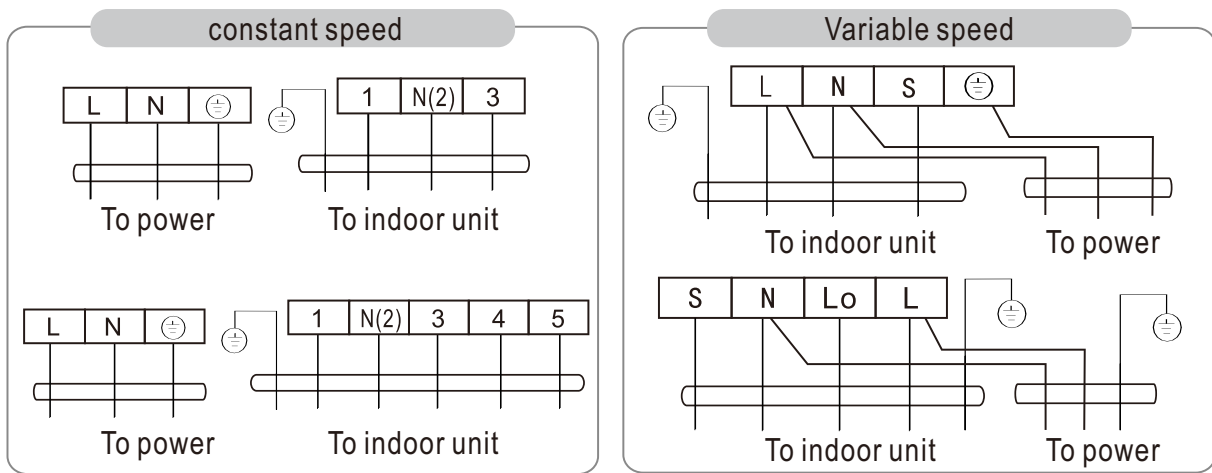 constant speed
L N
1 N(2) 3
To power
To indoor unit
L N
1 N(2) 3 4 5
To power
To indoor unit
Variable speed
L N S
To indoor unit
To power
S N Lo L
To indoor unit
To power